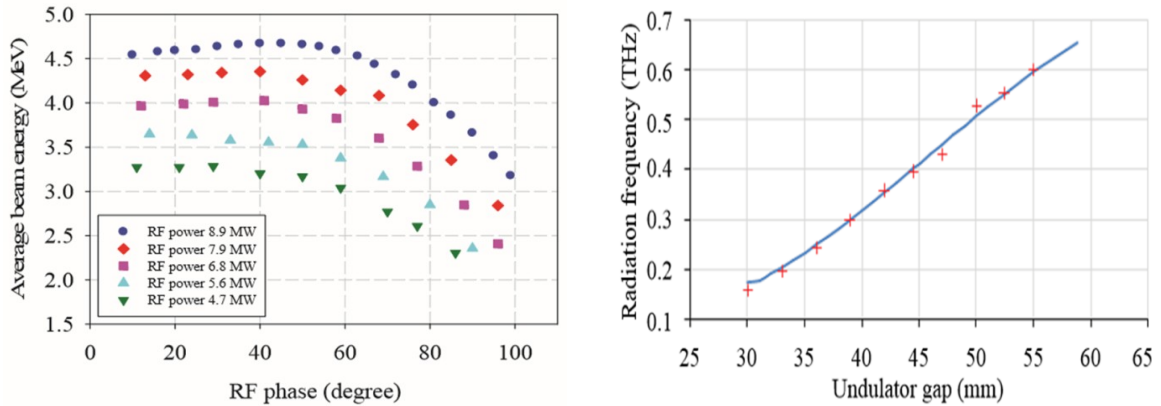 5.0
4.5
4.0
3.5
3.0
2.5
2.0
1.5
Average beam energy (MeV)
RF power 8.9 MW
RF power 7.9 MW
RF power 6.8 MW
RF power 5.6 MW
RF power 4.7 MW
0 20 40 60 80 100
RF phase (degree)
0.7
0.6
0.5
0.4
0.3
0.2
0.1
Radiation frequency (THz)
25 30 35 40 45 50 55 60 65
Undulator gap (mm)